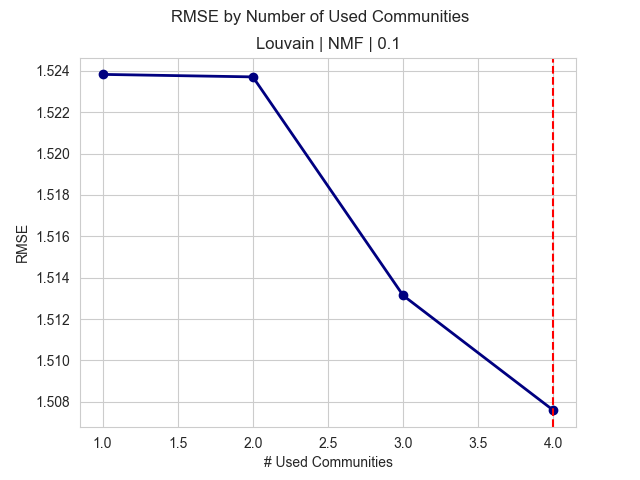 RMSE by Number of Used Communities
Louvain | NMF | 0.1
1.524
1.522
1.520
1.518
1.516
1.514
1.512
1.510
1.508
RMSE
1.0 1.5 2.0 2.5 3.0 3.5 4.0
# Used Communities